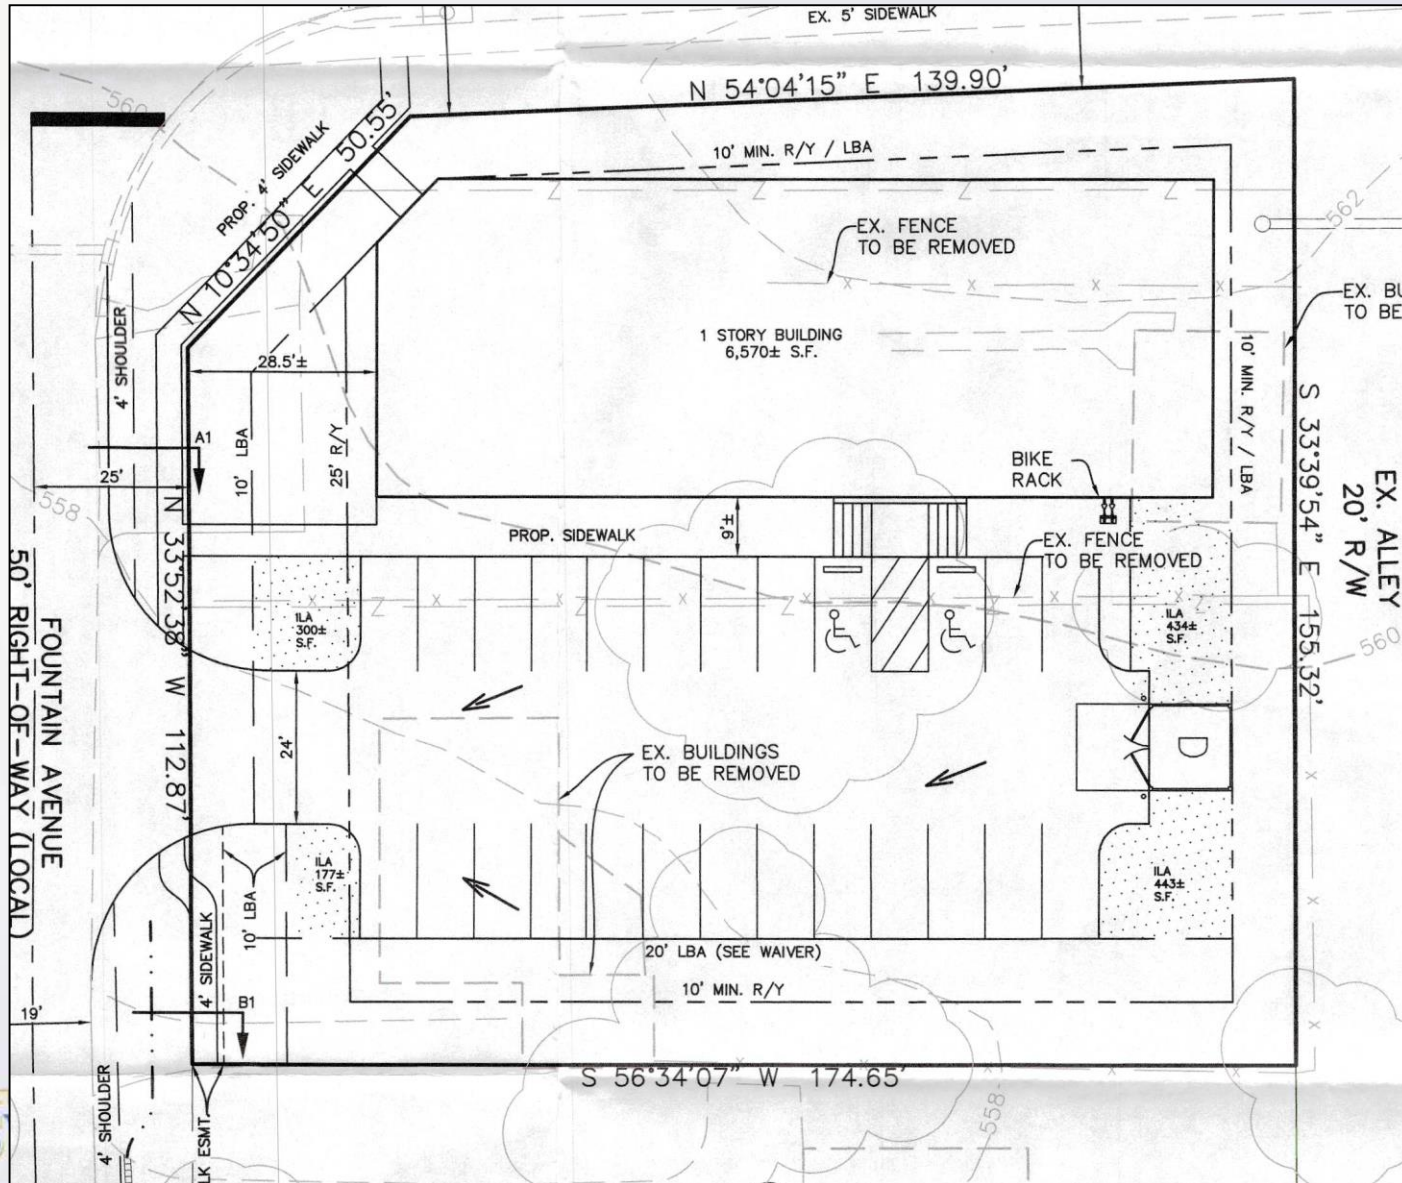 EX. 5' SIDEWALK
N 54°04'15" E 139.90'
560
PROP. 4' SIDEWALK
N 10°34'50" E 50.55'
10' MIN. R/Y / LBA
Z Z Z Z
562
EX. FENCE
TO BE REMOVED
x x x x
EX. BU
TO BE
1 STORY BUILDING
6,570± S.F.
4' SHOULDER
28.5'±
10' MIN. R/Y / LBA
S 33°39'54" E 155.32'
EX. ALLEY
20' R/W
A1
10' LBA
25' R/Y
25'
558
BIKE
RACK
PROP. SIDEWALK
9'±
EX. FENCE
TO BE REMOVED
N 33°52'38" W 112.87'
FOUNTAIN AVENUE
50' RIGHT-OF-WAY (LOCAL)
ILA
300±
S.F.
ILA
434±
S.F.
560
24'
EX. BUILDINGS
TO BE REMOVED
D
ILA
177±
S.F.
ILA
443±
S.F.
10' LBA
4' SIDEWALK
20' LBA (SEE WAIVER)
10' MIN. R/Y
B1
19'
S 56°34'07" W 174.65'
4' SHOULDER
LK ESMT.
558